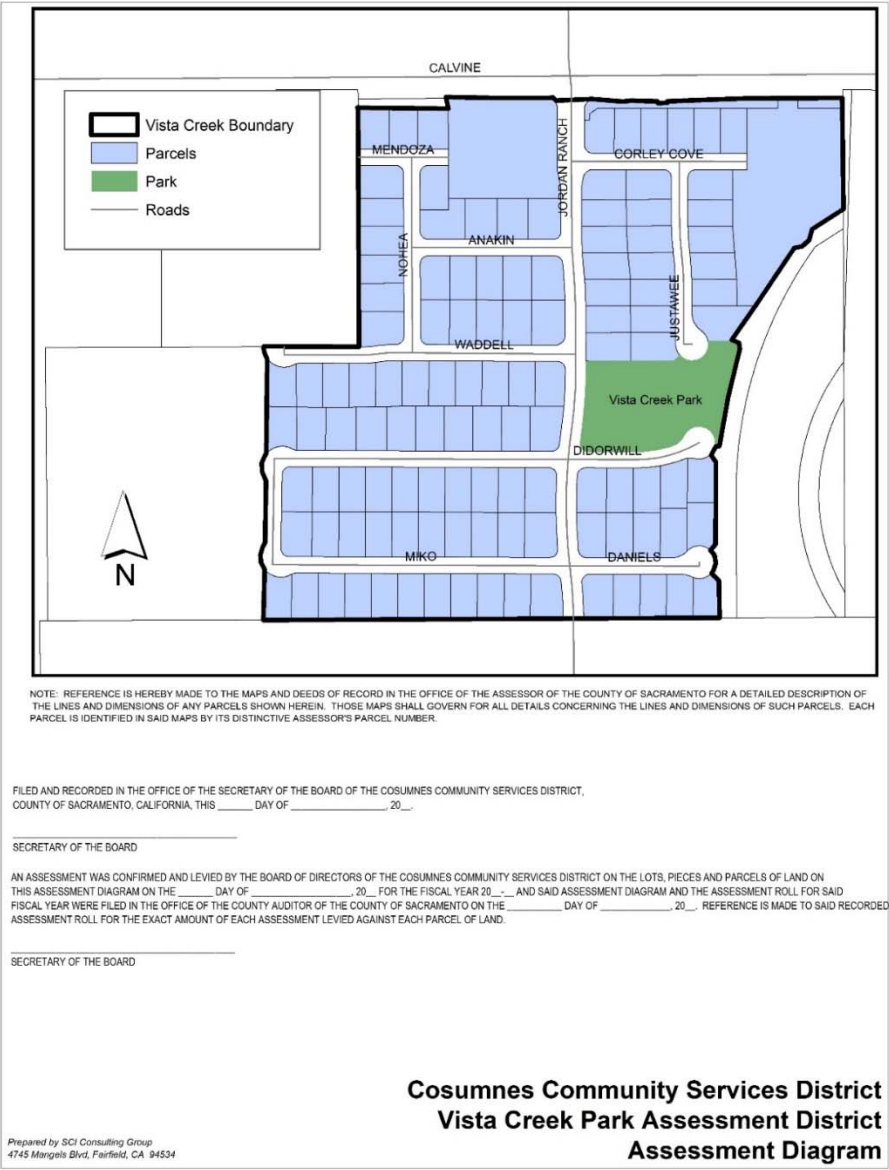 CALVINE
Vista Creek Boundary
Parcels
Park
Roads
MENDOZA
JORDAN RANCH
CORLEY COVE
NOHEA
ANAKIN
JUSTAWEE
WADDELL
Vista Creek Park
DIDORWILL
MIKO
DANIELS
N
NOTE: REFERENCE IS HEREBY MADE TO THE MAPS AND DEEDS OF RECORD IN THE OFFICE OF THE ASSESSOR OF THE COUNTY OF SACRAMENTO FOR A DETAILED DESCRIPTION OF
THE LINES AND DIMENSIONS OF ANY PARCELS SHOWN HEREIN. THOSE MAPS SHALL GOVERN FOR ALL DETAILS CONCERNING THE LINES AND DIMENSIONS OF SUCH PARCELS. EACH
PARCEL IS IDENTIFIED IN SAID MAPS BY ITS DISTINCTIVE ASSESSOR'S PARCEL NUMBER.
FILED AND RECORDED IN THE OFFICE OF THE SECRETARY OF THE BOARD OF THE COSUMNES COMMUNITY SERVICES DISTRICT,
COUNTY OF SACRAMENTO, CALIFORNIA, THIS ______ DAY OF _________________, 20__.
SECRETARY OF THE BOARD
AN ASSESSMENT WAS CONFIRMED AND LEVIED BY THE BOARD OF DIRECTORS OF THE COSUMNES COMMUNITY SERVICES DISTRICT ON THE LOTS, PIECES AND PARCELS OF LAND ON
THIS ASSESSMENT DIAGRAM ON THE ______ DAY OF _________________, 20__ FOR THE FISCAL YEAR 20__-__ AND SAID ASSESSMENT DIAGRAM AND THE ASSESSMENT ROLL FOR SAID
FISCAL YEAR WERE FILED IN THE OFFICE OF THE COUNTY AUDITOR OF THE COUNTY OF SACRAMENTO ON THE _________ DAY OF ____________, 20__. REFERENCE IS MADE TO SAID RECORDED
ASSESSMENT ROLL FOR THE EXACT AMOUNT OF EACH ASSESSMENT LEVIED AGAINST EACH PARCEL OF LAND.
SECRETARY OF THE BOARD
Cosumnes Community Services District
Vista Creek Park Assessment District
Assessment Diagram
Prepared by SCI Consulting Group
4745 Mangels Blvd, Fairfield, CA 94534